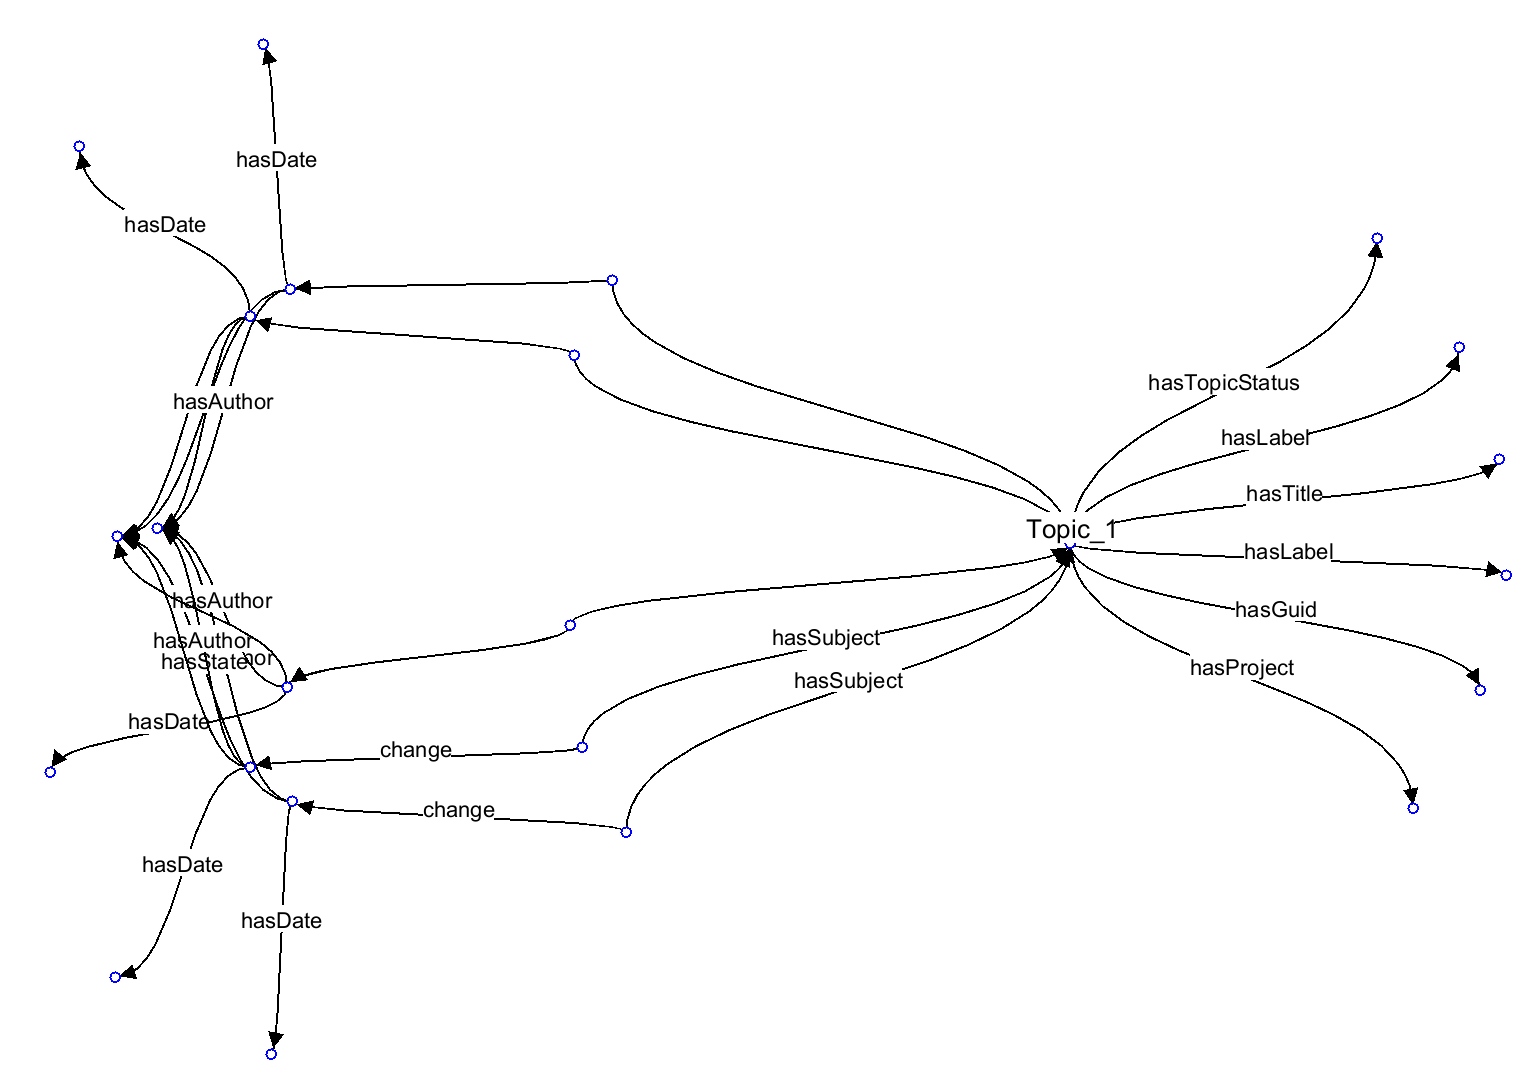 hasDate
hasDate
hasTopicStatus
hasAuthor
hasLabel
hasTitle
Topic_1
hasLabel
hasAuthor
hasGuid
hasSubject
hasAuthor
hasState
hasProject
hasSubject
hasDate
change
change
hasDate
hasDate